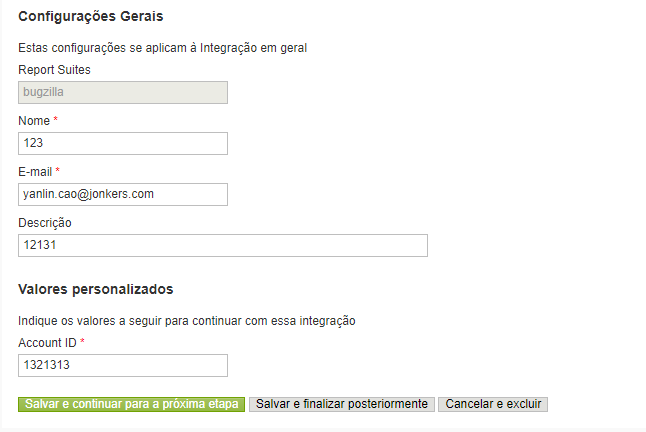 Configurações Gerais
Estas configurações se aplicam à Integração em geral
Report Suites
bugzilla
Nome *
123
E-mail *
yanlin.cao@jonkers.com
Descrição
12131
Valores personalizados
Indique os valores a seguir para continuar com essa integração
Account ID *
1321313
Salvar e continuar para a próxima etapa Salvar e finalizar posteriormente Cancelar e excluir